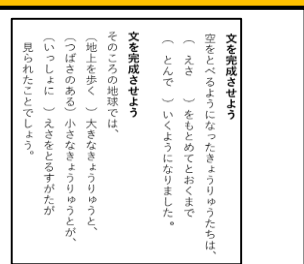 文を完成させよう
空をとべるようになったきょうりゅうたちは、
（　えさ　）をもとめてとおくまで
（　とんで　）いくようになりました。
文を完成させよう
そのころの地球では、
（地上を歩く　）大きなきょうりゅうと、
（つばさのある）小さなきょうりゅうとが、
（いっしょに　）えさをとるすがたが
見られたことでしょう。